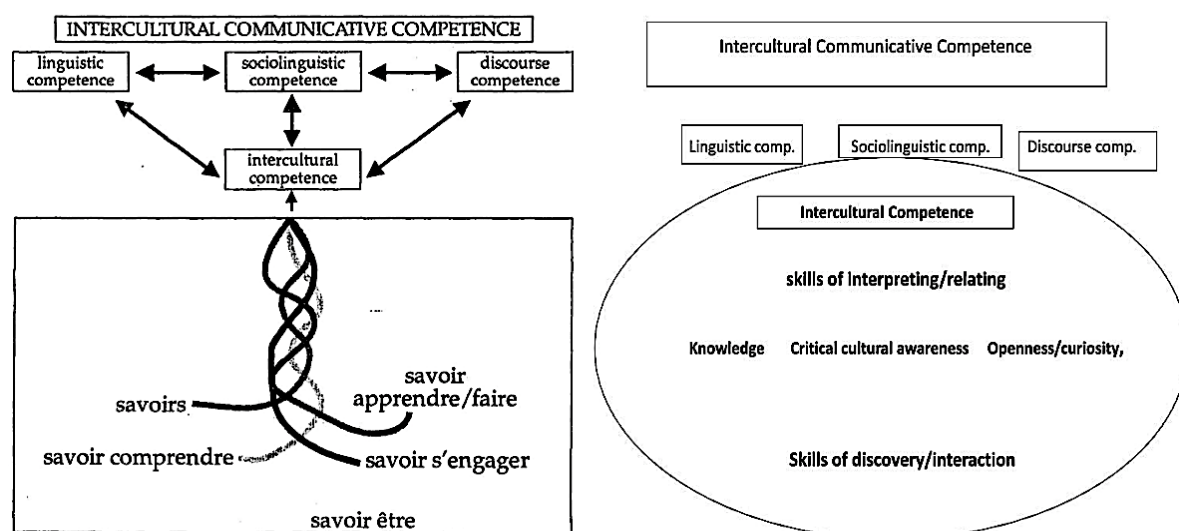 INTERCULTURAL COMMUNICATIVE COMPETENCE
linguistic
competence
sociolinguistic
competence
discourse
competence
intercultural
competence
savoir
apprendre/faire
savoirs
savoir comprendre
savoir s'engager
savoir être
Intercultural Communicative Competence
Linguistic comp.
Sociolinguistic comp.
Discourse comp.
Intercultural Competence
skills of interpreting/relating
Knowledge Critical cultural awareness Openness/curiosity,
Skills of discovery/interaction